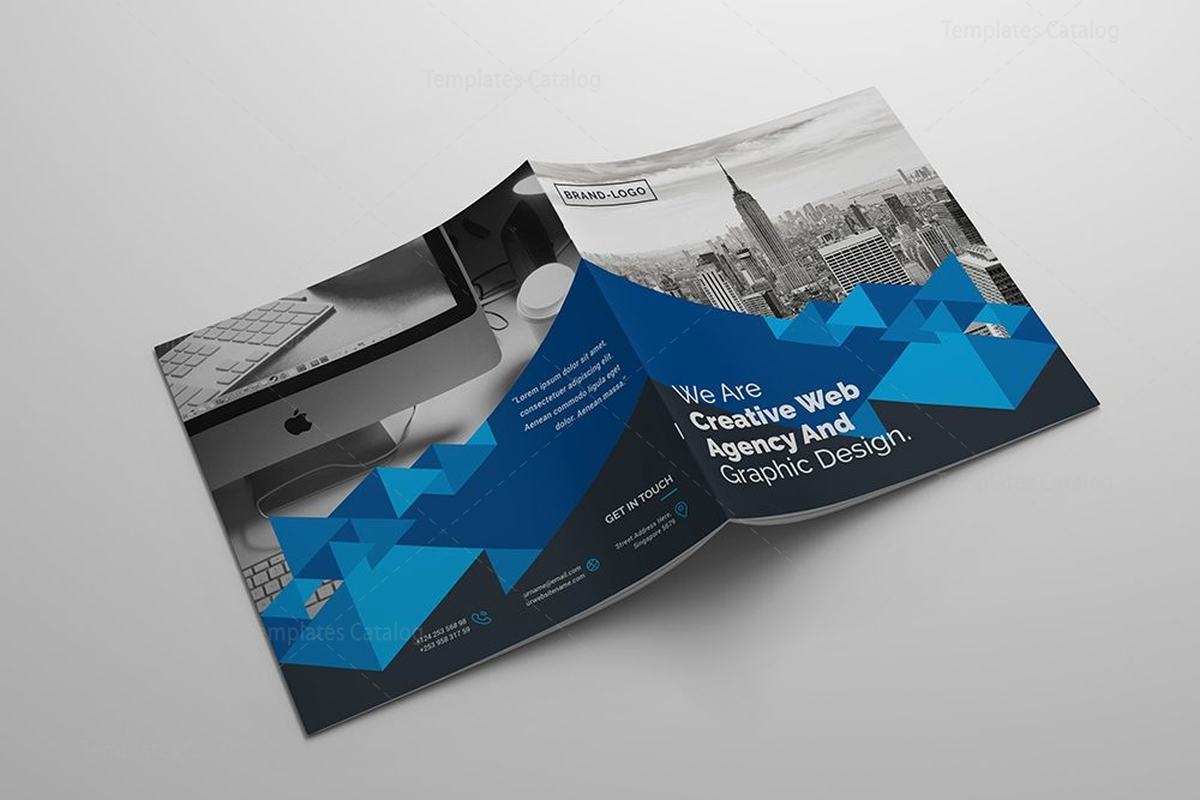 Templates Catalog
Templates Catalog
BRAND-LOGO
We Are
Creative Web
Agency And
Graphic Design.
"Lorem ipsum dolor sit amet,
consectetuer adipiscing elit.
Aenean commodo ligula eget
dolor. Aenean massa."
GET IN TOUCH
Street Address Here,
Singapore 5679
urname@email.com
urwebsitename.com
+124 253 568 98
+253 958 317 59
Templates Catalog
Templates Catalog